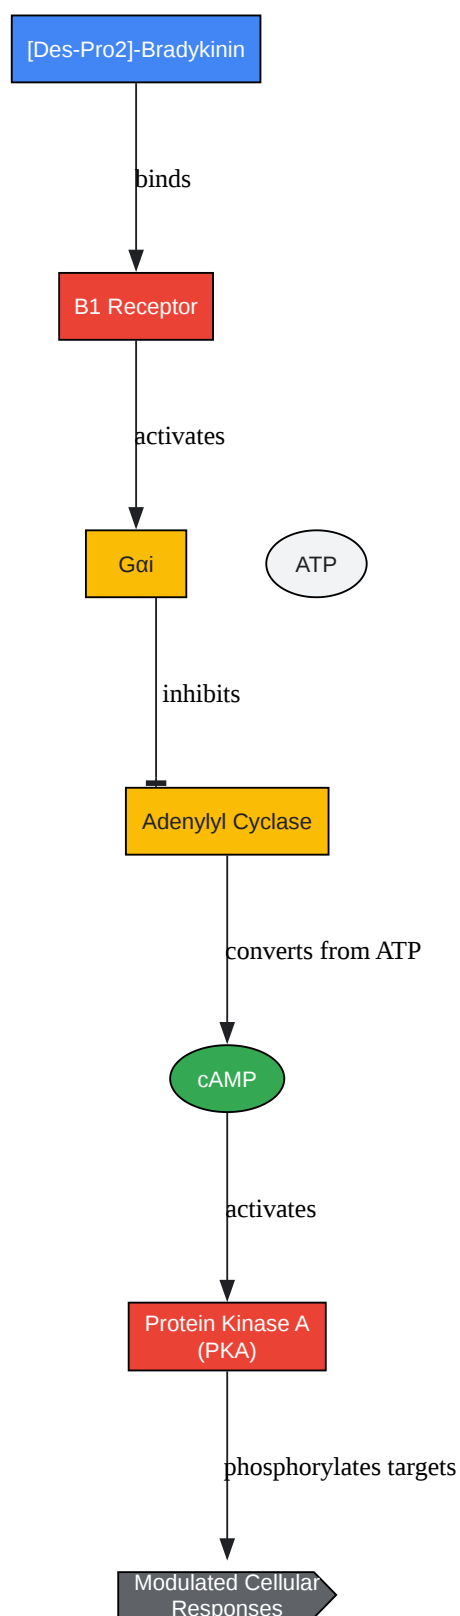 [Des-Pro2]-Bradykinin
binds
B1 Receptor
activates
Gαi
ATP
inhibits
Adenylyl Cyclase
converts from ATP
cAMP
activates
Protein Kinase A
(PKA)
phosphorylates targets
Modulated Cellular
Responses